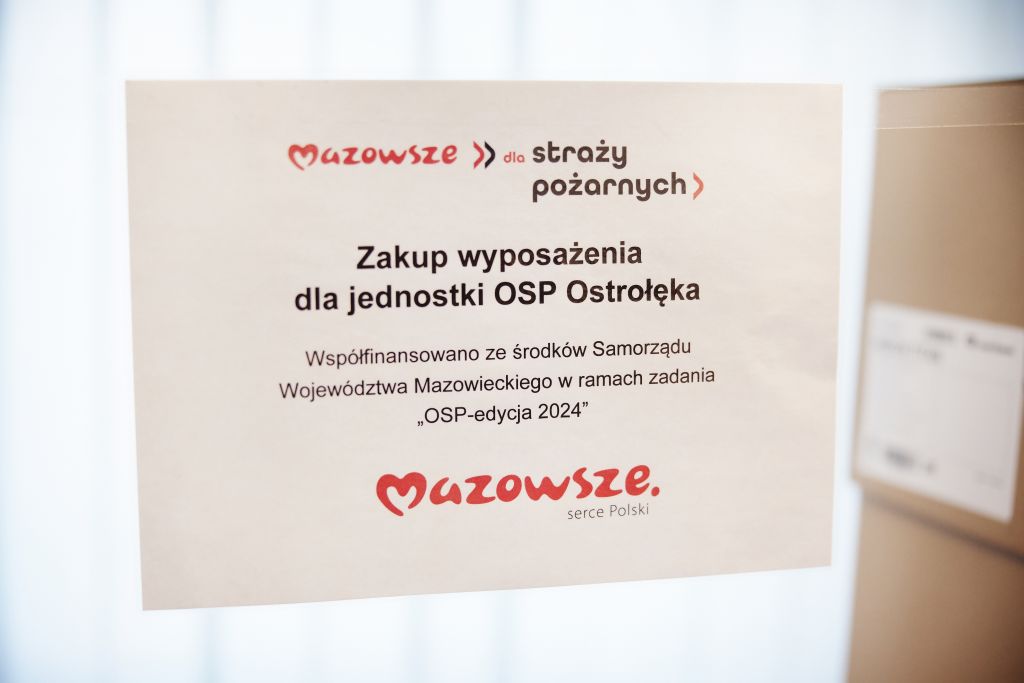 mazowsze dla straży
pożarnych
Zakup wyposażenia
dla jednostki OSP Ostrołęka
Współfinansowano ze środków Samorządu
Województwa Mazowieckiego w ramach zadania
„OSP-edycja 2024”
mazowsze.
serce Polski